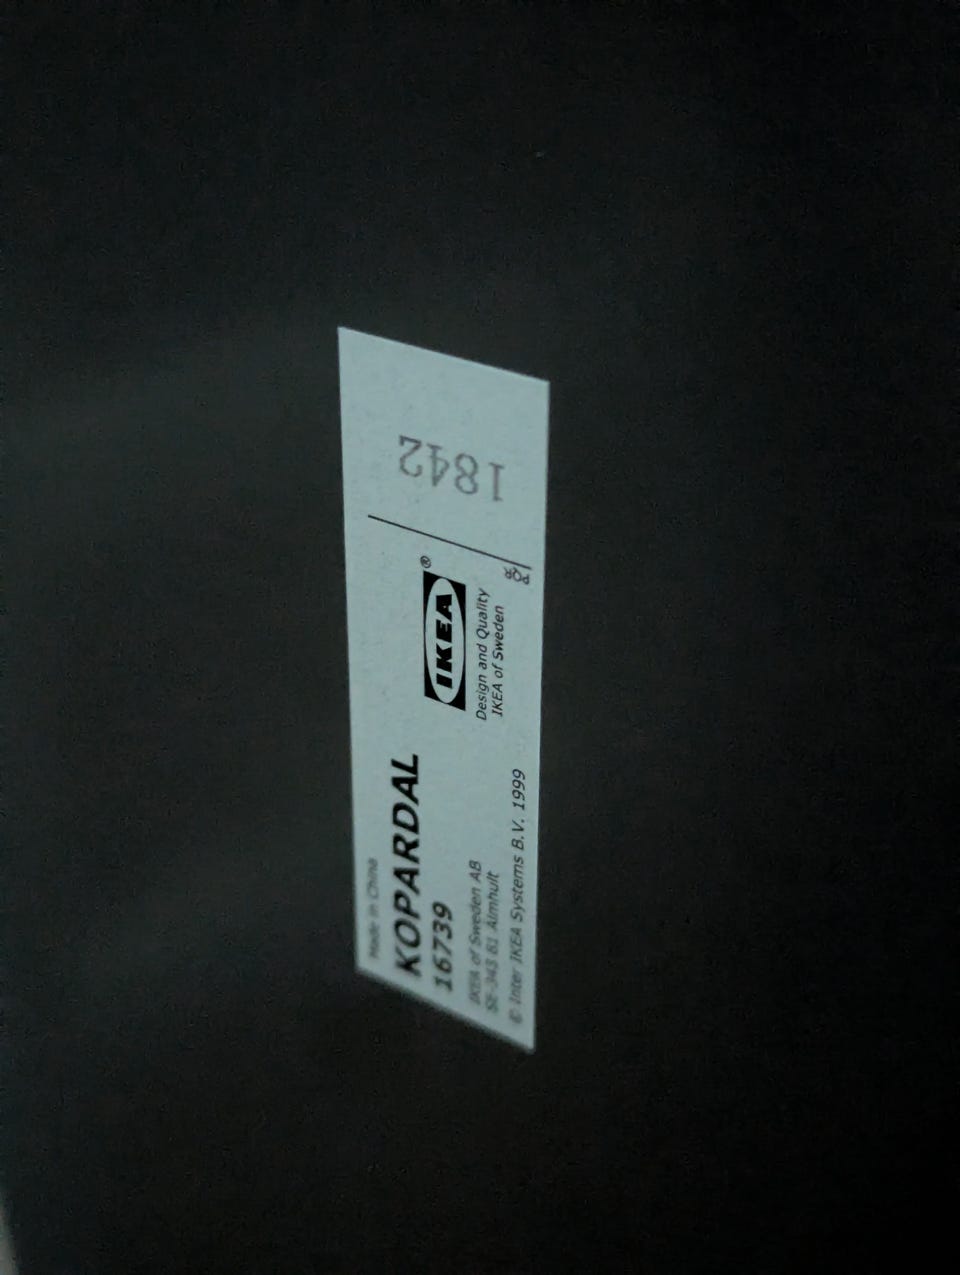 Made in China
KOPARDAL
16739
IKEA of Sweden AB
SE-343 81 Älmhult
© Inter IKEA Systems B.V. 1999
IKEA®
Design and Quality
IKEA of Sweden
1842